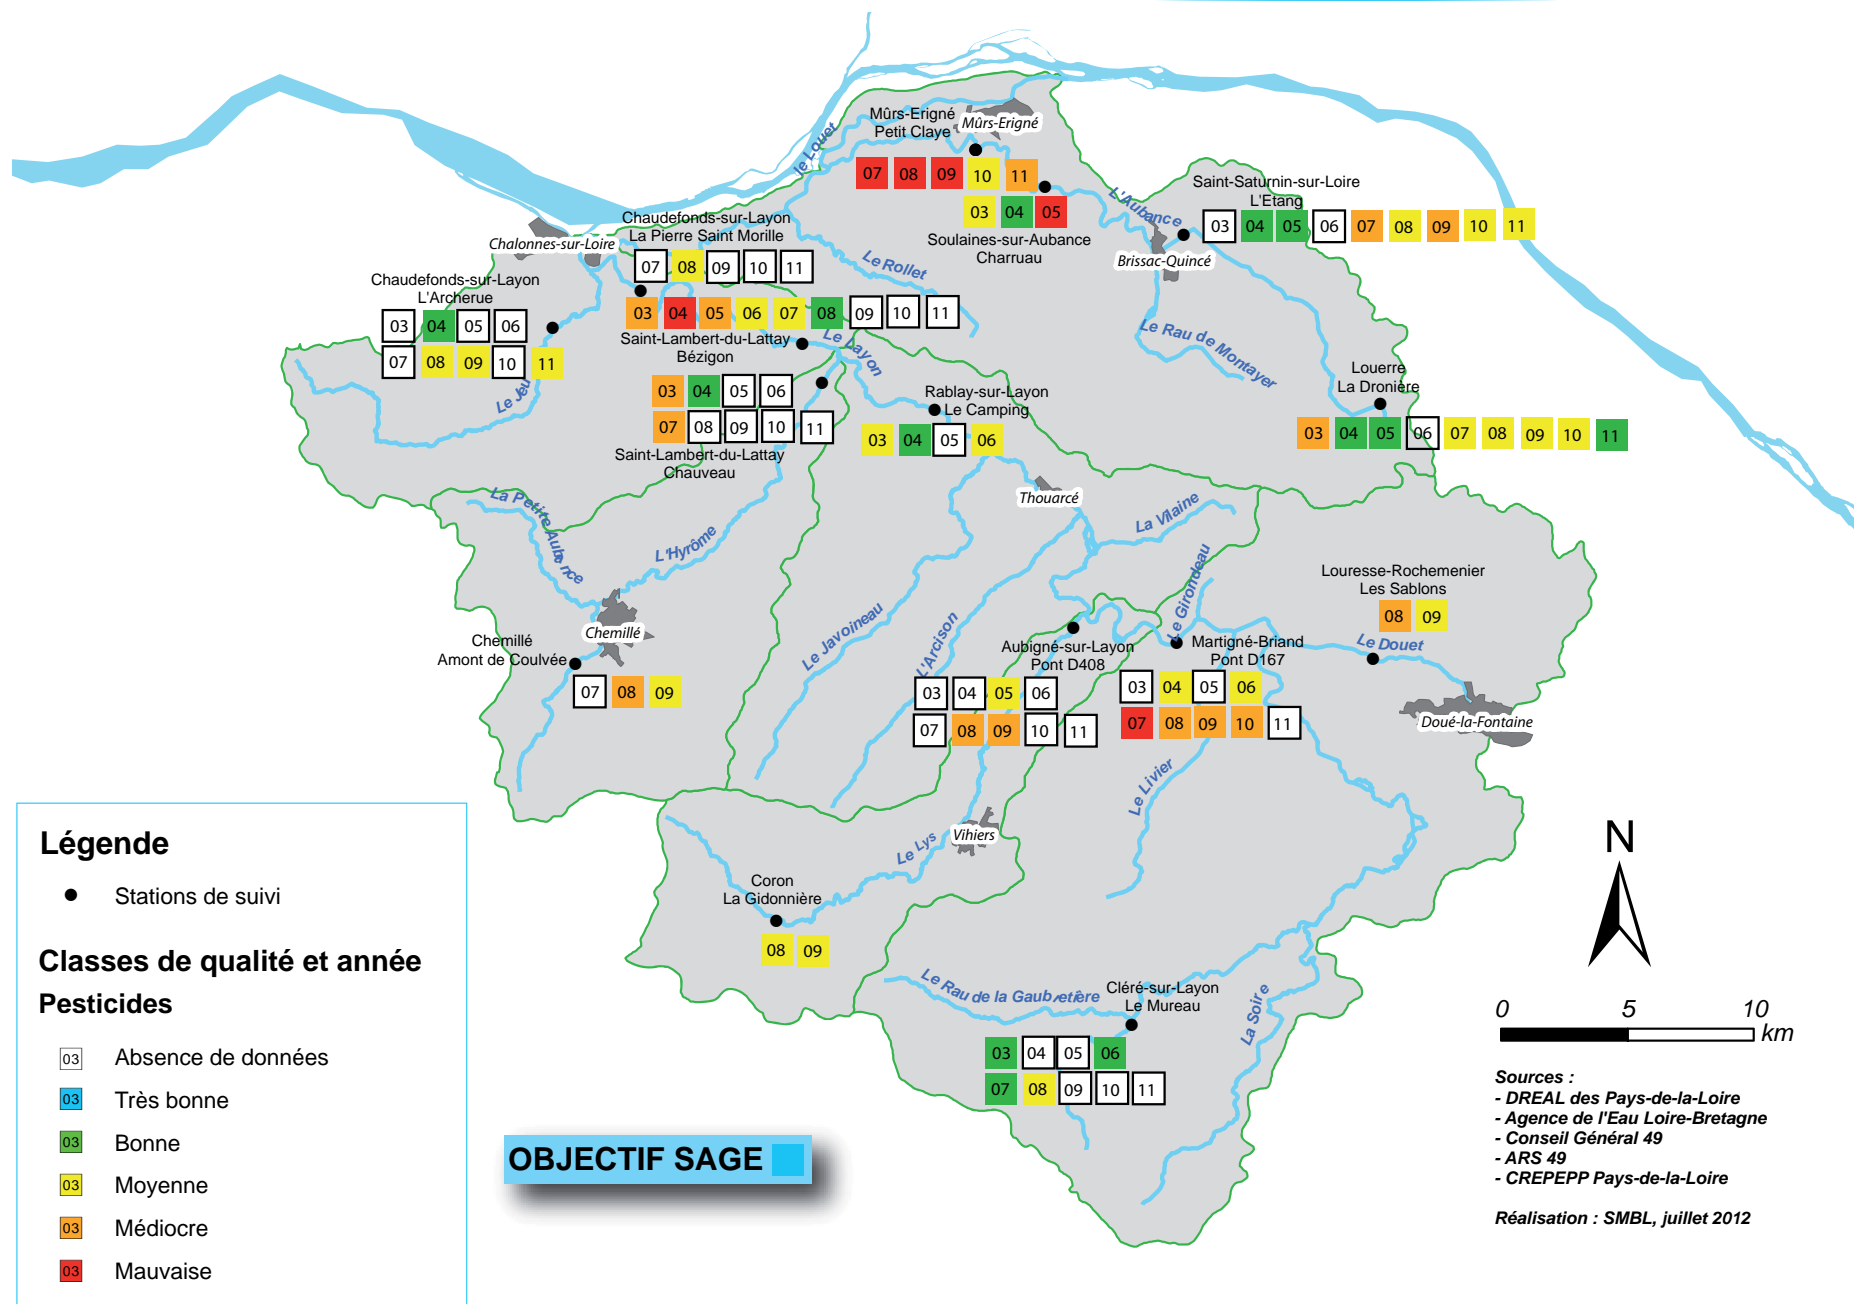 Mûrs-Erigné
Petit Claye
Mûrs-Erigné
07 08 09 10 11
le Louet
03 04 05
Soulaines-sur-Aubance
Charruau
L'Aubance
Saint-Saturnin-sur-Loire
L'Etang
03 04 05 06 07 08 09 10 11
Brissac-Quincé
Chaudefonds-sur-Layon
La Pierre Saint Morille
07 08 09 10 11
Chalonnes-sur-Loire
Le Rollet
Chaudefonds-sur-Layon
L'Archerue
03 04 05 06
07 08 09 10 11
Le Jeu
03 04 05 06 07 08 09 10 11
Saint-Lambert-du-Lattay
Bézigon
Le Layon
Le Rau de Montayer
03 04 05 06
07 08 09 10 11
Saint-Lambert-du-Lattay
Chauveau
Rablay-sur-Layon
Le Camping
03 04 05 06
Louerre
La Dronière
03 04 05 06 07 08 09 10 11
Thouarcé
La Petite Aubance
L'Hyrôme
La Vilaine
Le Girondeau
Louresse-Rochemenier
Les Sablons
08 09
Le Douet
Chemillé
Chemillé
Amont de Coulvée
07 08 09
Le Javoineau
L'Arcison
Aubigné-sur-Layon
Pont D408
03 04 05 06
07 08 09 10 11
Martigné-Briand
Pont D167
03 04 05 06
07 08 09 10 11
Doué-la-Fontaine
Le Livier
Vihiers
Le Lys
Coron
La Gidonnière
08 09
Le Rau de la Gaubretière
Cléré-sur-Layon
Le Mureau
03 04 05 06
07 08 09 10 11
La Soire
Légende
Stations de suivi
Classes de qualité et année
Pesticides
03 Absence de données
03 Très bonne
03 Bonne
03 Moyenne
03 Médiocre
03 Mauvaise
OBJECTIF SAGE
N
0 5 10
km
Sources :
- DREAL des Pays-de-la-Loire
- Agence de l'Eau Loire-Bretagne
- Conseil Général 49
- ARS 49
- CREPEPP Pays-de-la-Loire
Réalisation : SMBL, juillet 2012